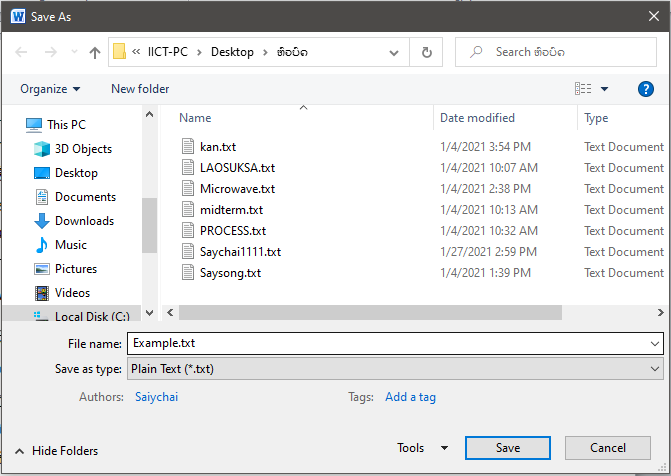 Save As
« IICT-PC > Desktop > ຫໍຂປົດ
Search ຫໍຂປົດ
Organize
New folder
This PC
3D Objects
Desktop
Documents
Downloads
Music
Pictures
Videos
Local Disk (C:)
Name Date modified Type
kan.txt 1/4/2021 3:54 PM Text Document
LAOSUKSA.txt 1/4/2021 10:07 AM Text Document
Microwave.txt 1/4/2021 2:38 PM Text Document
midterm.txt 1/4/2021 10:13 AM Text Document
PROCESS.txt 1/4/2021 10:32 AM Text Document
Saychai1111.txt 1/27/2021 2:59 PM Text Document
Saysong.txt 1/4/2021 1:39 PM Text Document
File name: Example.txt
Save as type: Plain Text (*.txt)
Authors: Saiychai Tags: Add a tag
Hide Folders Tools Save Cancel